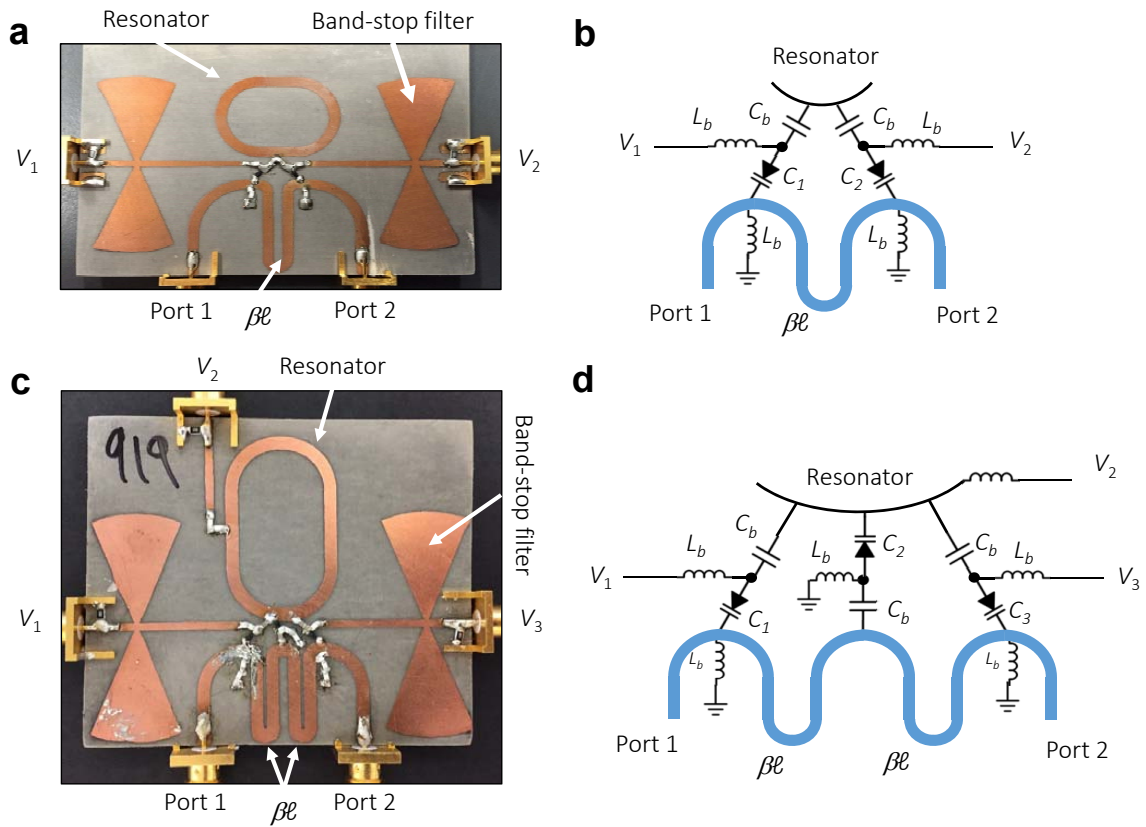 a
Resonator
Band-stop filter
V1
V2
Port 1
βℓ
Port 2
b
Resonator
Cb
Cb
Lb
Lb
V1
V2
C1
C2
Lb
Lb
Port 1
βℓ
Port 2
c
V2
Resonator
919
Band-stop filter
V1
V3
Port 1
βℓ
Port 2
d
Resonator
V2
Cb
C2
Cb
Lb
Lb
Lb
V1
V3
C1
Cb
C3
Lb
Lb
Port 1
βℓ
βℓ
Port 2